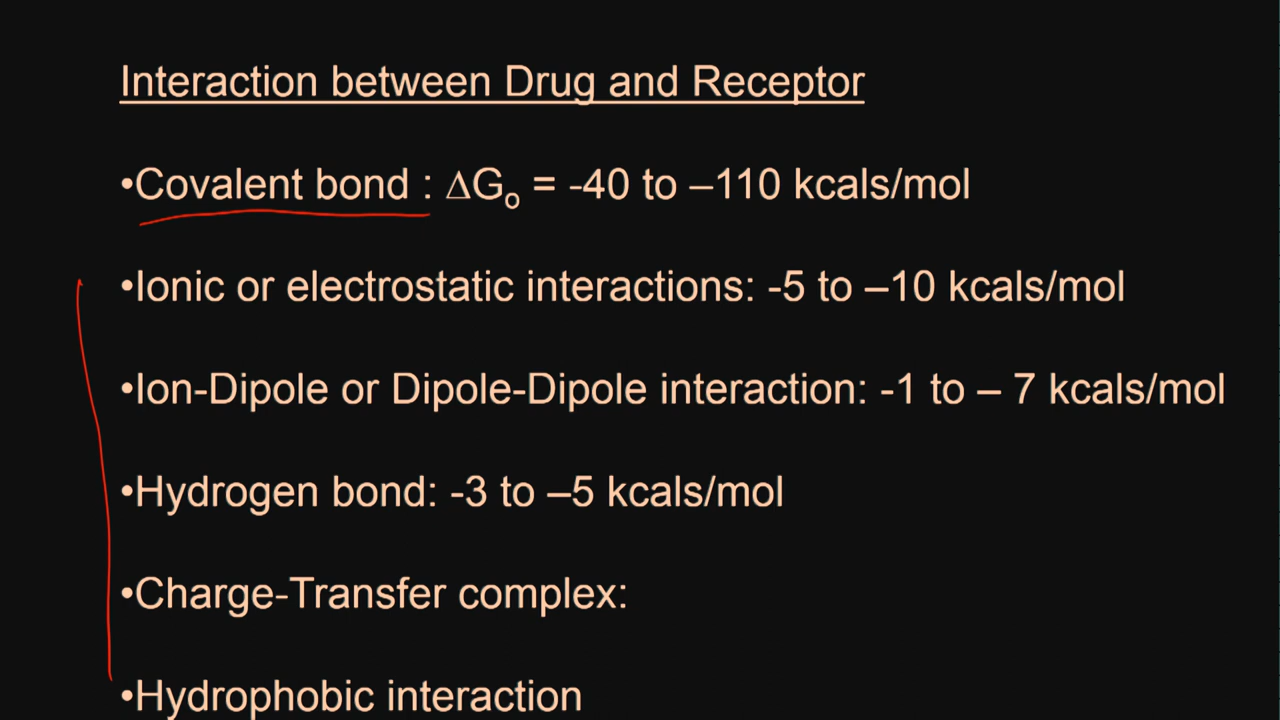 Interaction between Drug and Receptor
•Covalent bond : ΔGo = -40 to –110 kcals/mol
•Ionic or electrostatic interactions: -5 to –10 kcals/mol
•Ion-Dipole or Dipole-Dipole interaction: -1 to – 7 kcals/mol
•Hydrogen bond: -3 to –5 kcals/mol
•Charge-Transfer complex:
•Hydrophobic interaction